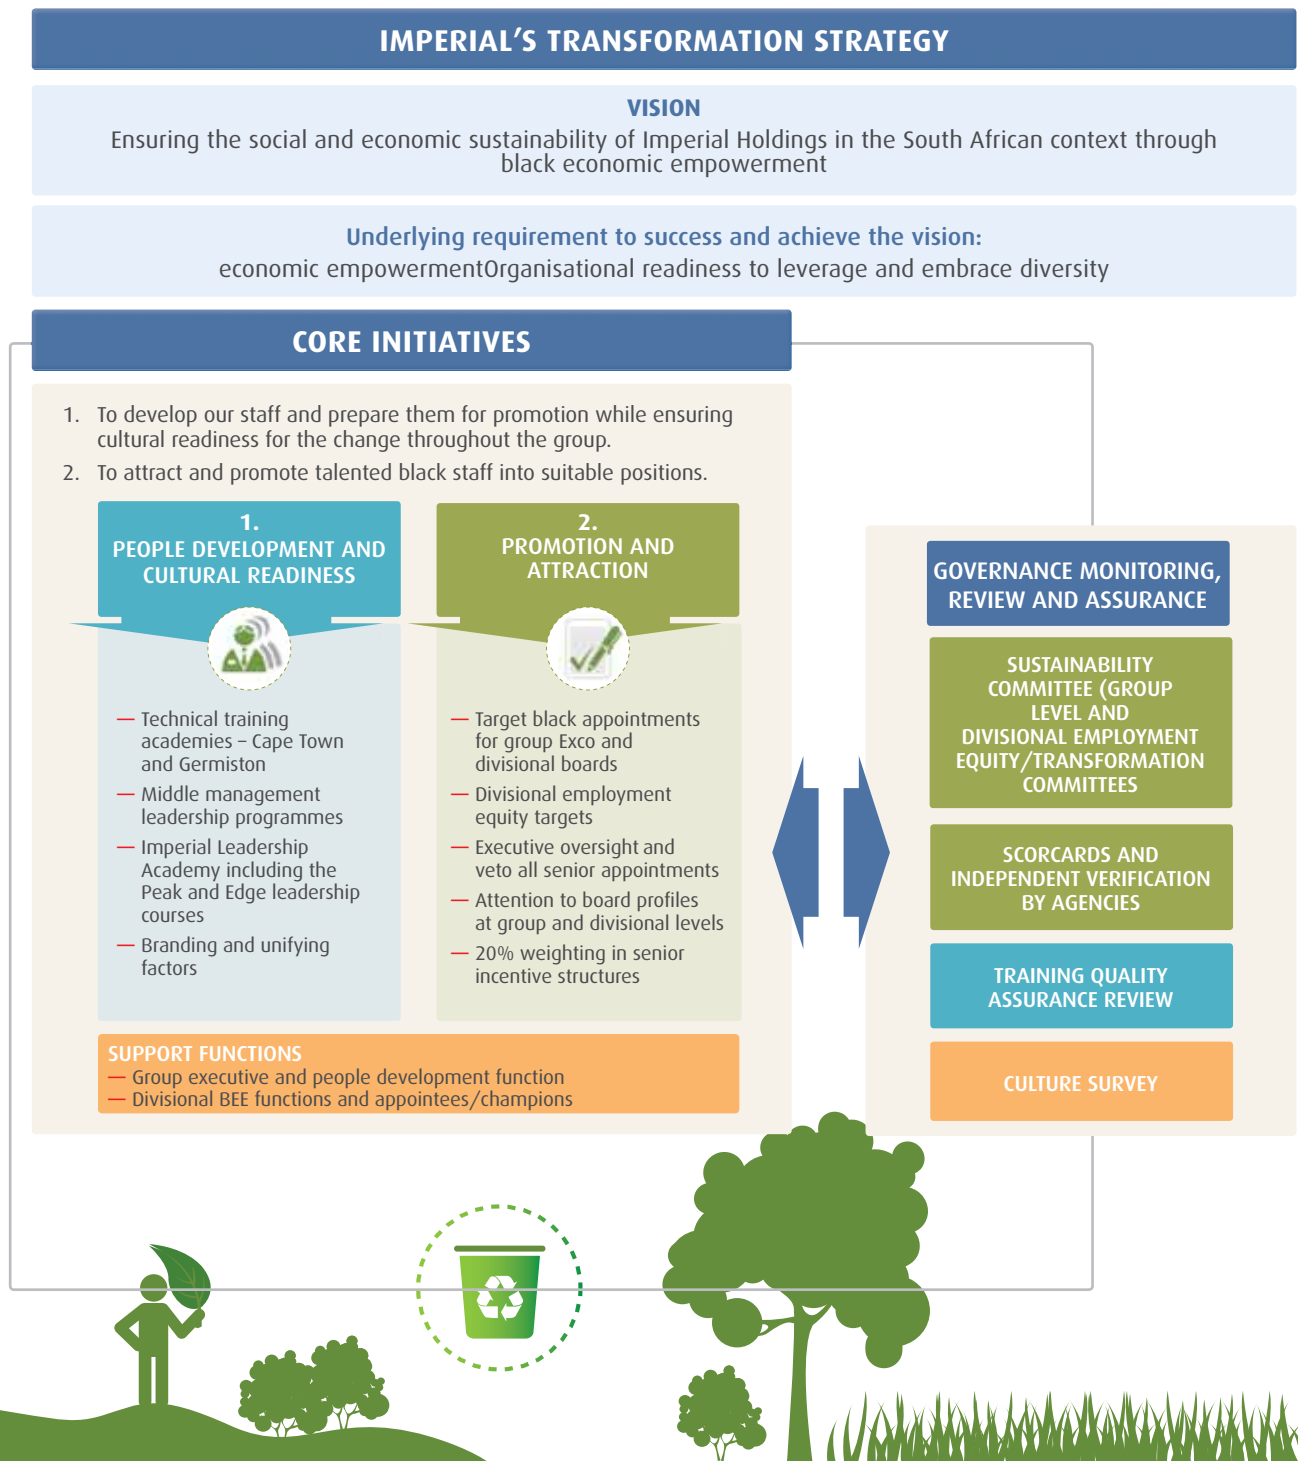 IMPERIAL'S TRANSFORMATION STRATEGY
VISION
Ensuring the social and economic sustainability of Imperial Holdings in the South African context through
black economic empowerment
Underlying requirement to success and achieve the vision:
economic empowermentOrganisational readiness to leverage and embrace diversity
CORE INITIATIVES
1. To develop our staff and prepare them for promotion while ensuring
cultural readiness for the change throughout the group.
2. To attract and promote talented black staff into suitable positions.
1.
PEOPLE DEVELOPMENT AND
CULTURAL READINESS
— Technical training
academies – Cape Town
and Germiston
— Middle management
leadership programmes
— Imperial Leadership
Academy including the
Peak and Edge leadership
courses
— Branding and unifying
factors
2.
PROMOTION AND
ATTRACTION
— Target black appointments
for group Exco and
divisional boards
— Divisional employment
equity targets
— Executive oversight and
veto all senior appointments
— Attention to board profiles
at group and divisional levels
— 20% weighting in senior
incentive structures
SUPPORT FUNCTIONS
— Group executive and people development function
— Divisional BEE functions and appointees/champions
GOVERNANCE MONITORING,
REVIEW AND ASSURANCE
SUSTAINABILITY
COMMITTEE (GROUP
LEVEL AND
DIVISIONAL EMPLOYMENT
EQUITY/TRANSFORMATION
COMMITTEES
SCORCARDS AND
INDEPENDENT VERIFICATION
BY AGENCIES
TRAINING QUALITY
ASSURANCE REVIEW
CULTURE SURVEY